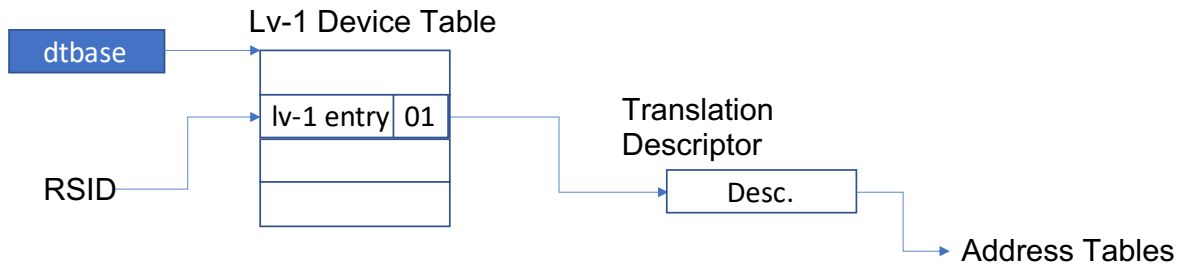 Lv-1 Device Table
dtbase
lv-1 entry 01
Translation
Descriptor
RSID
Desc.
Address Tables